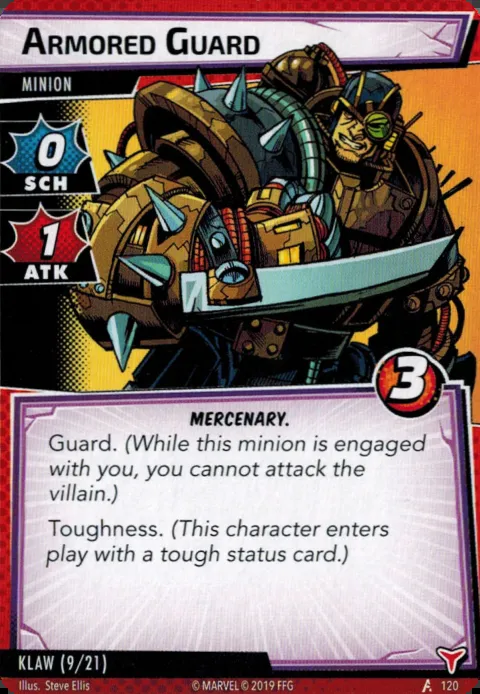 ARMORED GUARD
MINION
0
SCH
1
ATK
3
MERCENARY.
Guard. (While this minion is engaged
with you, you cannot attack the
villain.)
Toughness. (This character enters
play with a tough status card.)
KLAW (9/21)
Illus. Steve Ellis
© MARVEL © 2019 FFG
120